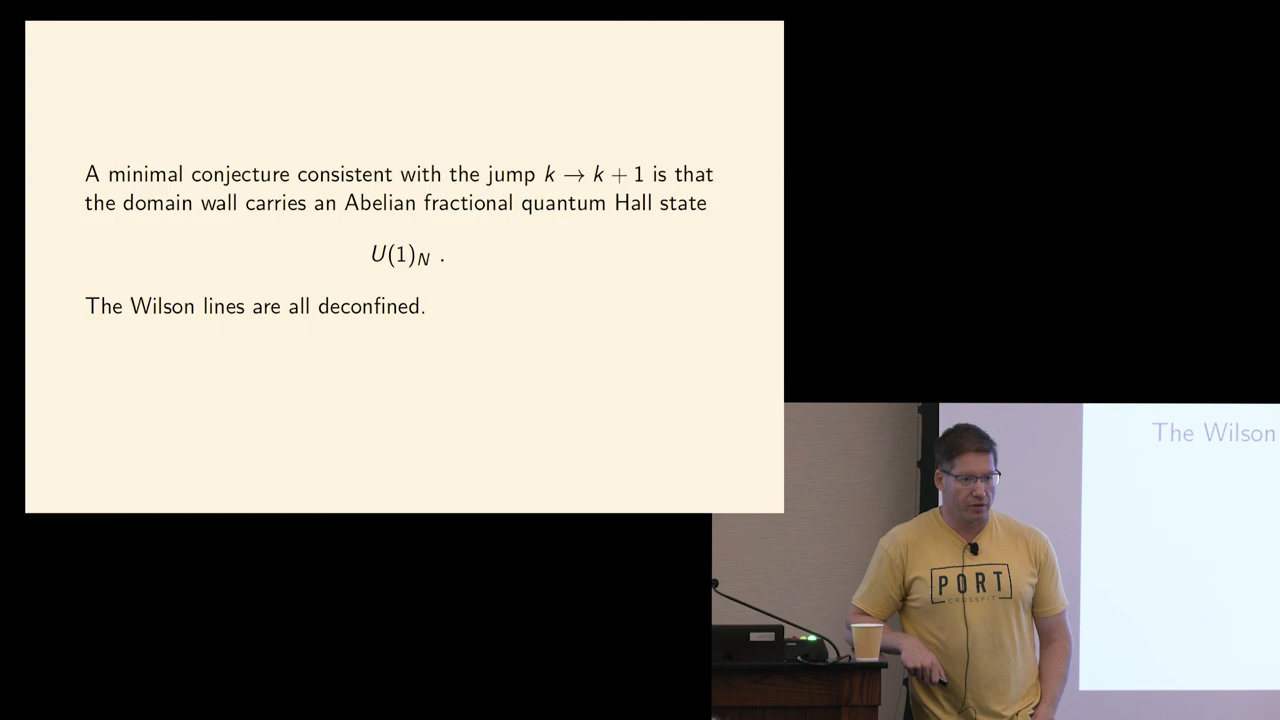 A minimal conjecture consistent with the jump k → k + 1 is that
the domain wall carries an Abelian fractional quantum Hall state
U(1)_N .
The Wilson lines are all deconfined.
The Wilson
PORT
CROSSFIT